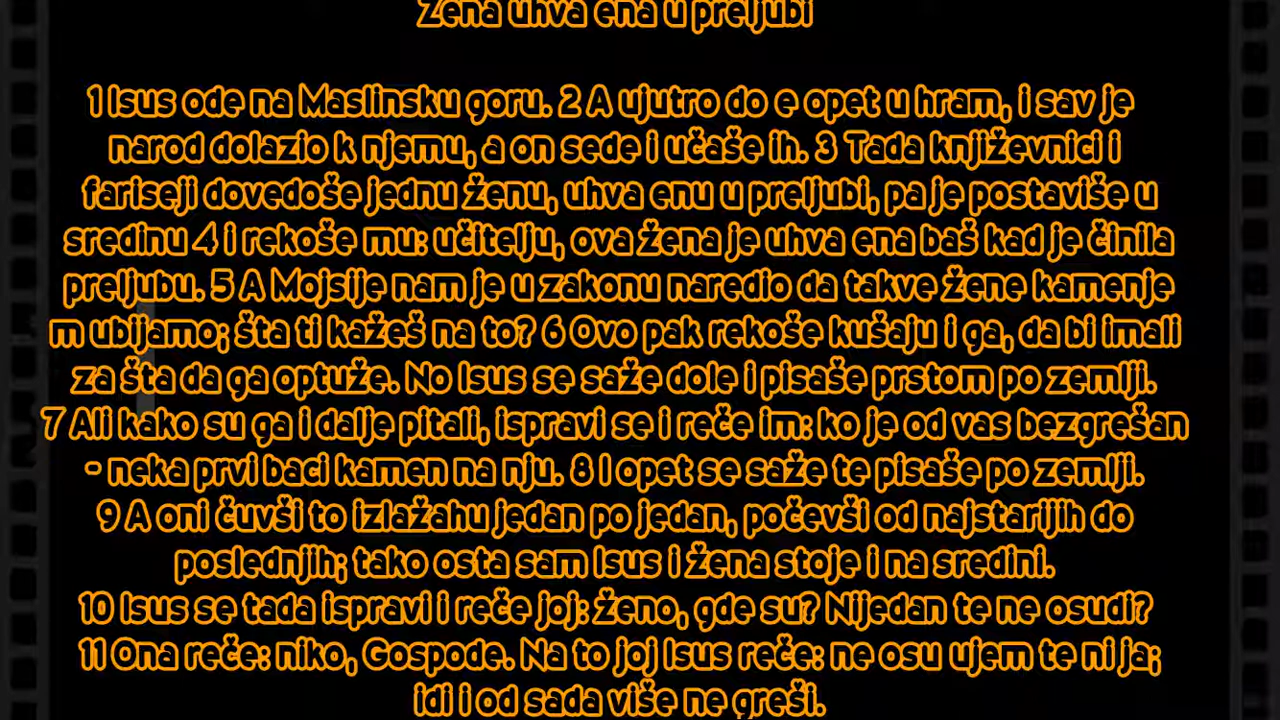 Žena uhva ena u preljubi
1 Isus ode na Maslinsku goru. 2 A ujutro do e opet u hram, i sav je
narod dolazio k njemu, a on sede i učaše ih. 3 Tada književnici i
fariseji dovedoše jednu ženu, uhva enu u preljubi, pa je postaviše u
sredinu 4 i rekoše mu: učitelju, ova žena je uhva ena baš kad je činila
preljubu. 5 A Mojsije nam je u zakonu naredio da takve žene kamenje
m ubijamo; šta ti kažeš na to? 6 Ovo pak rekoše kušaju i ga, da bi imali
za šta da ga optuže. No Isus se saže dole i pisaše prstom po zemlji.
7 Ali kako su ga i dalje pitali, ispravi se i reče im: ko je od vas bezgrešan
- neka prvi baci kamen na nju. 8 I opet se saže te pisaše po zemlji.
9 A oni čuvši to izlažahu jedan po jedan, počevši od najstarijih do
poslednjih; tako osta sam Isus i žena stoje i na sredini.
10 Isus se tada ispravi i reče joj: ženo, gde su? Nijedan te ne osudi?
11 Ona reče: niko, Gospode. Na to joj Isus reče: ne osu ujem te ni ja;
idi i od sada više ne greši.